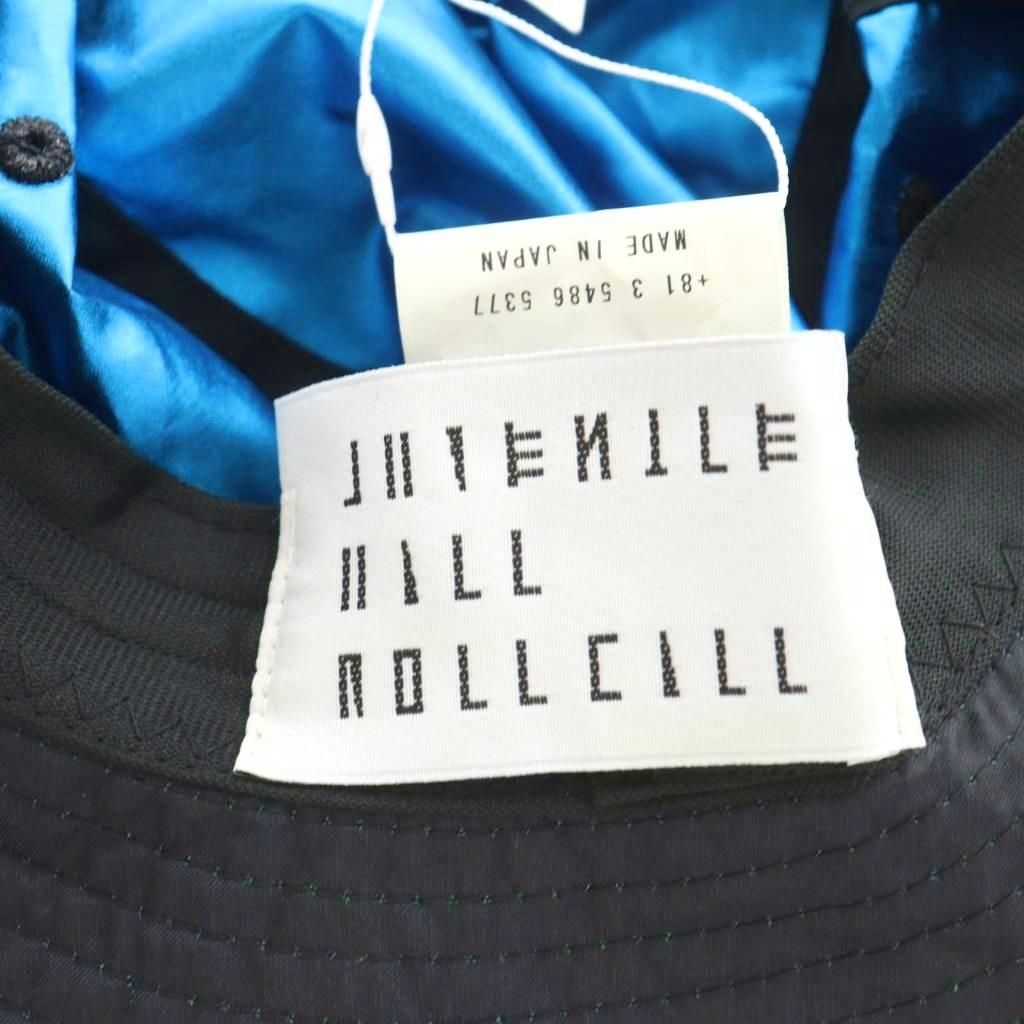 MADE IN JAPAN
+81 3 5486 5377
JUVENILE
HALL
ROLLCALL